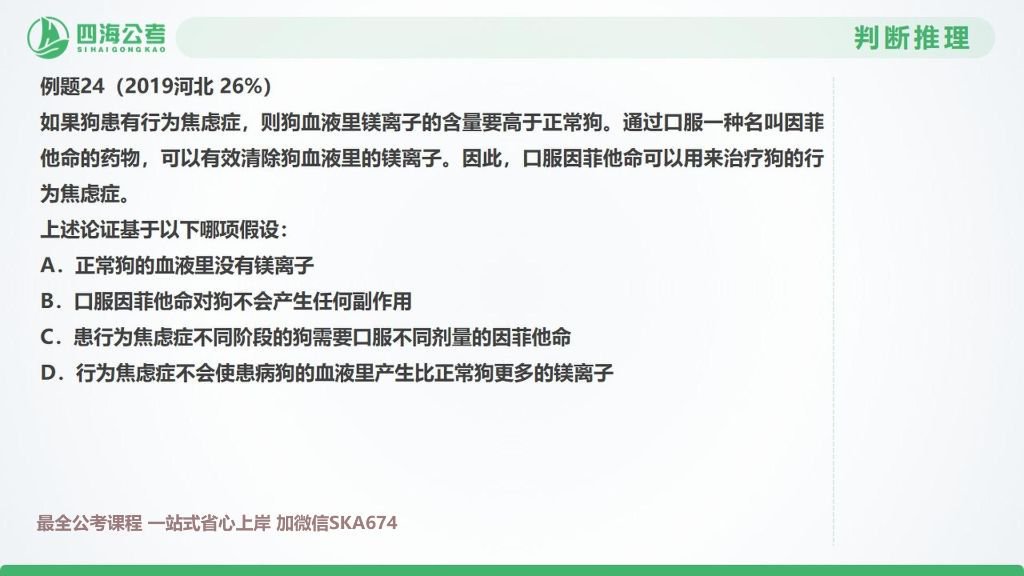 四海公考
SIHAIGONGKAO
判断推理
例题24（2019河北 26%）
如果狗患有行为焦虑症，则狗血液里镁离子的含量要高于正常狗。通过口服一种名叫因菲
他命的药物，可以有效清除狗血液里的镁离子。因此，口服因菲他命可以用来治疗狗的行
为焦虑症。
上述论证基于以下哪项假设：
A．正常狗的血液里没有镁离子
B．口服因菲他命对狗不会产生任何副作用
C．患行为焦虑症不同阶段的狗需要口服不同剂量的因菲他命
D．行为焦虑症不会使患病狗的血液里产生比正常狗更多的镁离子
最全公考课程 一站式省心上岸 加微信SKA674